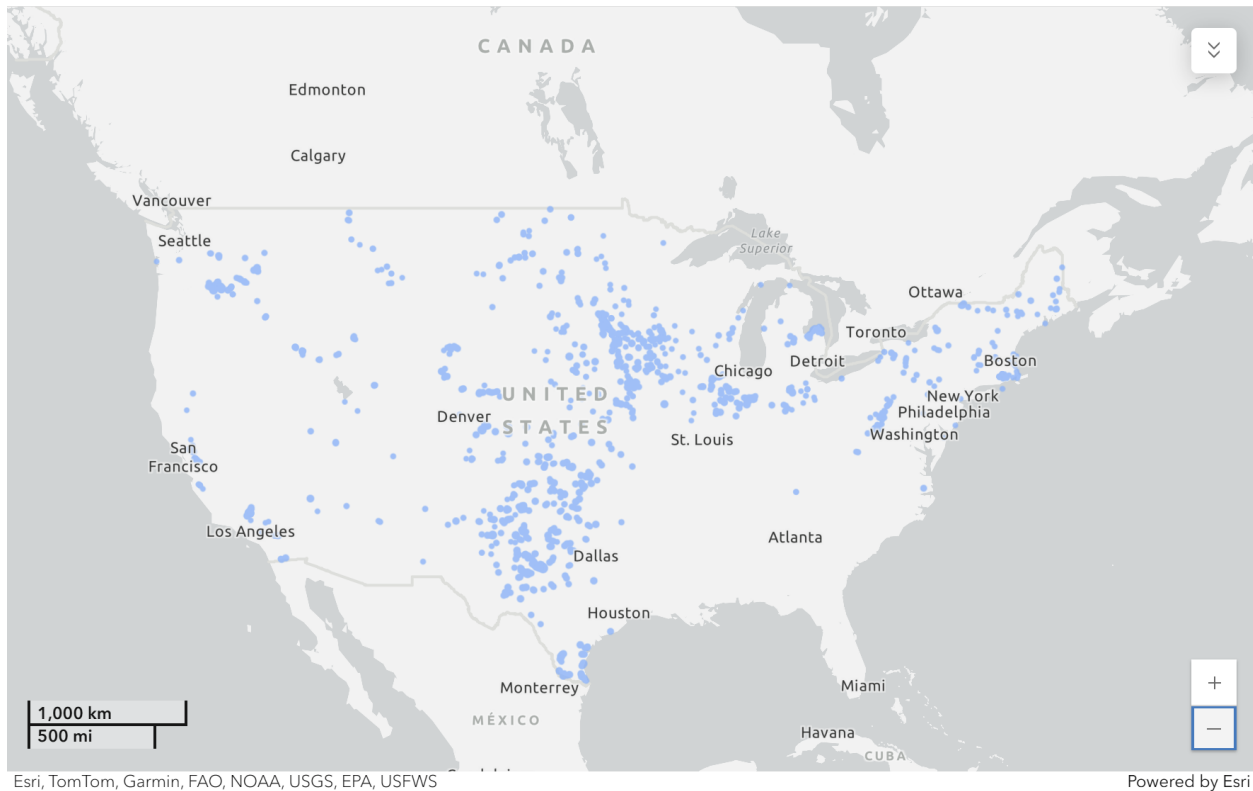 CANADA
Edmonton
Calgary
Vancouver
Seattle
Lake
Superior
Ottawa
Toronto
Detroit
Boston
Chicago
UNITED
STATES
New York
Philadelphia
Denver
Washington
St. Louis
San
Francisco
Los Angeles
Atlanta
Dallas
Houston
Monterrey
Miami
MÉXICO
Havana
CUBA
1,000 km
500 mi
Esri, TomTom, Garmin, FAO, NOAA, USGS, EPA, USFWS
Powered by Esri